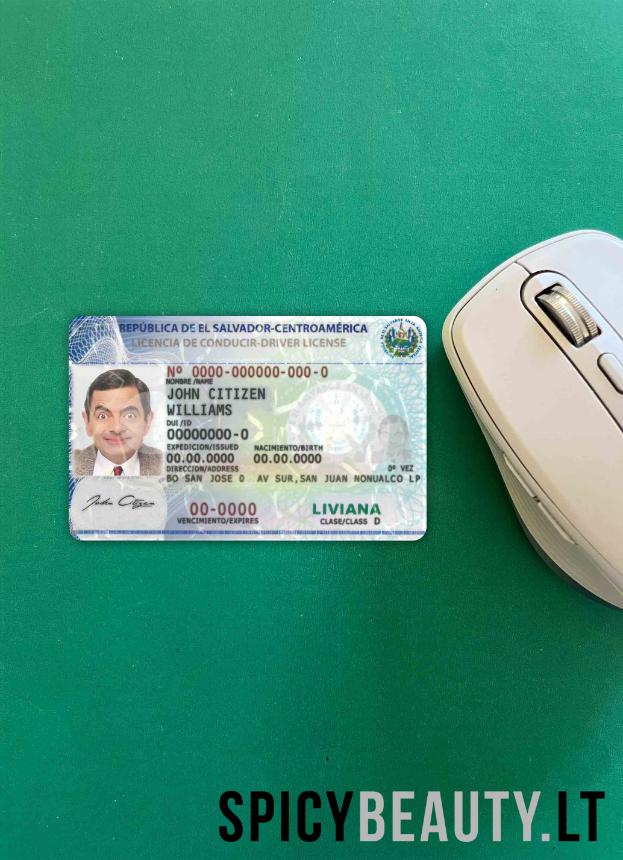 REPÚBLICA DE EL SALVADOR-CENTROAMÉRICA
LICENCIA DE CONDUCIR-DRIVER LICENSE
Nº 0000-000000-000-0
NOMBRE/NAME
JOHN CITIZEN
WILLIAMS
DUI/ID
00000000-0
EXPEDICION/ISSUED NACIMIENTO/BIRTH
00.00.0000 00.00.0000
DIRECCION/ADDRESS 0º VEZ
BO SAN JOSE 0 AV SUR,SAN JUAN NONUALCO LP
John Citizen
00-0000 LIVIANA
VENCIMIENTO/EXPIRES CLASE/CLASS D
SPICYBEAUTY.LT